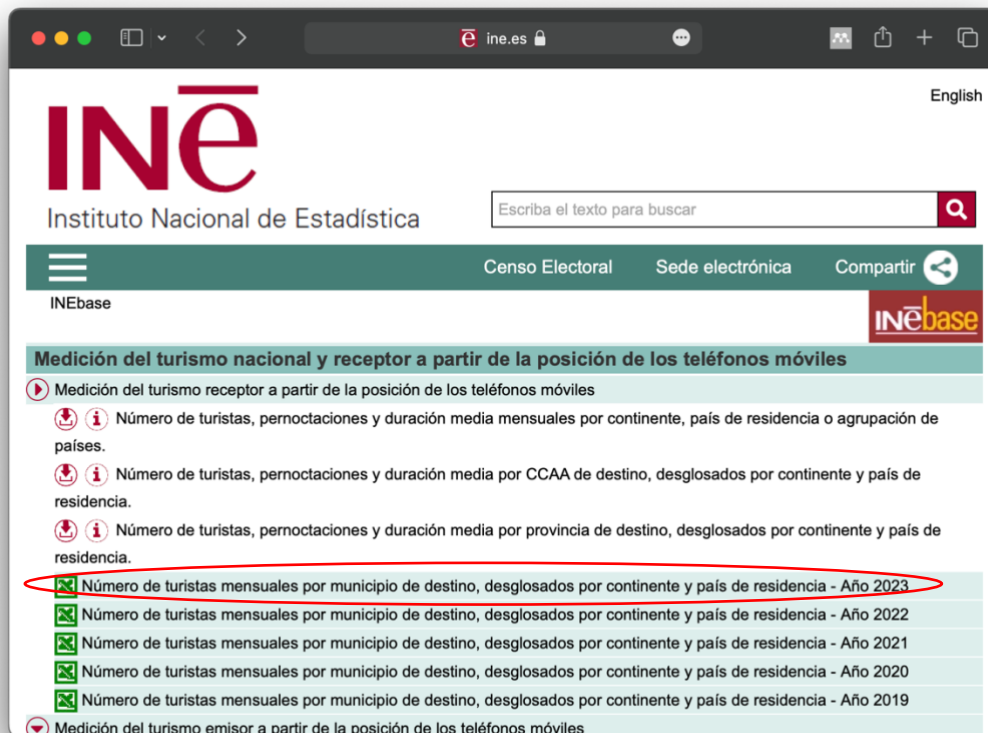 ine.es
English
INE
Instituto Nacional de Estadística
Escriba el texto para buscar
Censo Electoral Sede electrónica Compartir
INEbase
INEbase
Medición del turismo nacional y receptor a partir de la posición de los teléfonos móviles
Medición del turismo receptor a partir de la posición de los teléfonos móviles
Número de turistas, pernoctaciones y duración media mensuales por continente, país de residencia o agrupación de
países.
Número de turistas, pernoctaciones y duración media por CCAA de destino, desglosados por continente y país de
residencia.
Número de turistas, pernoctaciones y duración media por provincia de destino, desglosados por continente y país de
residencia.
Número de turistas mensuales por municipio de destino, desglosados por continente y país de residencia - Año 2023
Número de turistas mensuales por municipio de destino, desglosados por continente y país de residencia - Año 2022
Número de turistas mensuales por municipio de destino, desglosados por continente y país de residencia - Año 2021
Número de turistas mensuales por municipio de destino, desglosados por continente y país de residencia - Año 2020
Número de turistas mensuales por municipio de destino, desglosados por continente y país de residencia - Año 2019
Medición del turismo emisor a partir de la posición de los teléfonos móviles